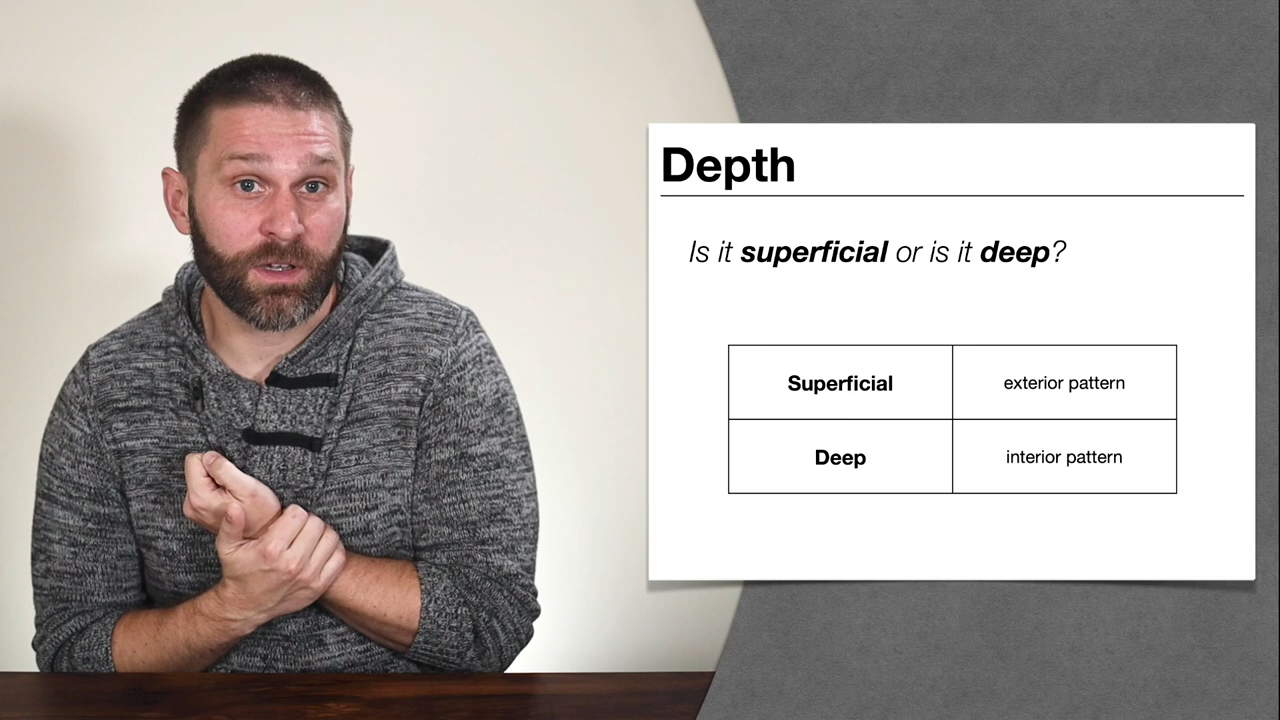 Depth
Is it superficial or is it deep?
Superficial exterior pattern
Deep interior pattern